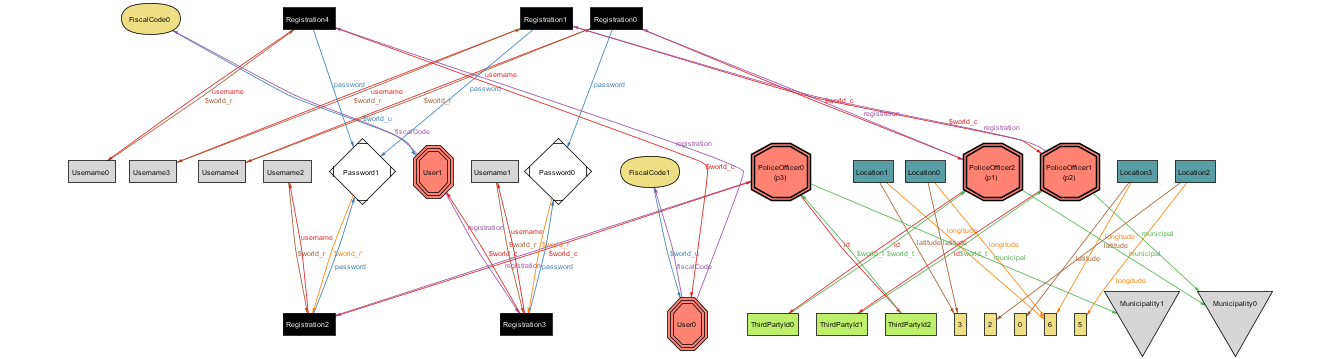 FiscalCode0
Registration4
Registration1
Registration0
username
$world_r
password
$world_u
fiscalCode
username
$world_r
password
$world_r
password
registration
$world_c
$world_c
registration
$world_c
registration
Username0
Username3
Username4
Username2
Password1
User1
Username1
Password0
FiscalCode1
PoliceOfficer0
(p3)
Location1
Location0
PoliceOfficer2
(p1)
PoliceOfficer1
(p2)
Location3
Location2
username
$world_r
$world_r
password
registration
username
$world_r
$world_r
$world_c
registration
password
$world_u
fiscalCode
id
$world_t
id
$world_t
latitude
latitude
longitude
id
$world_t
longitude
municipal
latitude
longitude
latitude
municipal
municipal
longitude
Registration2
Registration3
User0
ThirdPartyId0
ThirdPartyId1
ThirdPartyId2
3
2
0
6
5
Municipality1
Municipality0